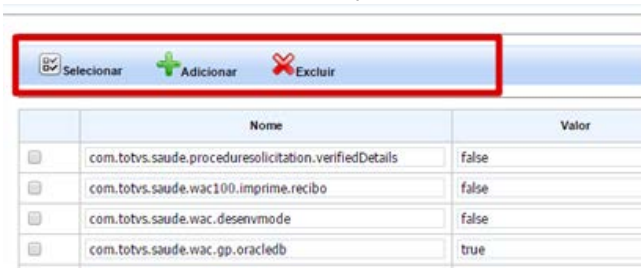 Selecionar Adicionar Excluir
Nome Valor
com.totvs.saude.proceduresolicitation.verifiedDetails false
com.totvs.saude.wac100.imprime.recibo false
com.totvs.saude.wac.desenvmode false
com.totvs.saude.wac.gp.oracledb true